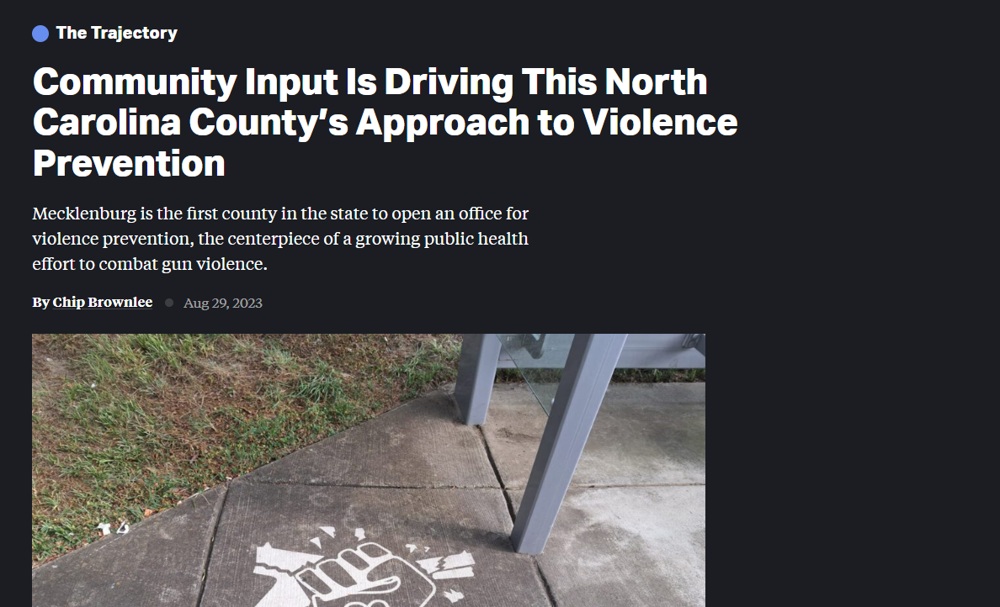 The Trajectory
Community Input Is Driving This North
Carolina County’s Approach to Violence
Prevention
Mecklenburg is the first county in the state to open an office for
violence prevention, the centerpiece of a growing public health
effort to combat gun violence.
By Chip Brownlee
Aug 29, 2023